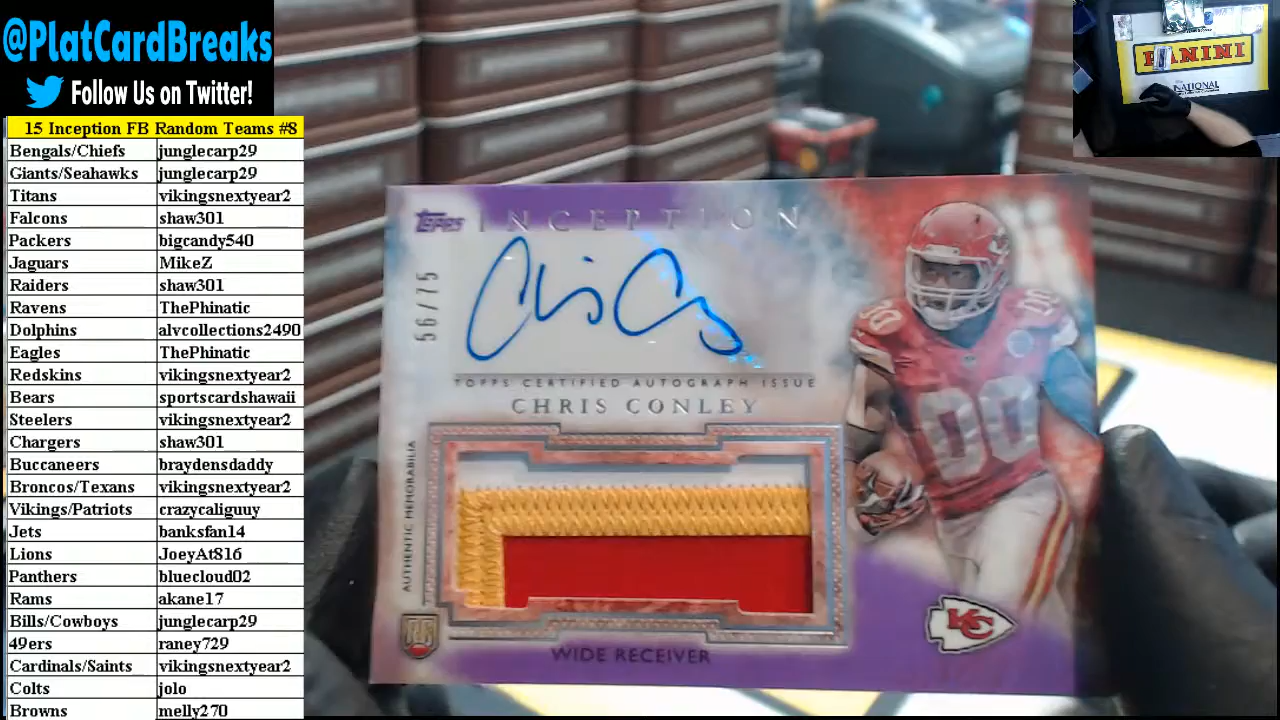 @PlatCardBreaks
Follow Us on Twitter!
15 Inception FB Random Teams #8
Bengals/Chiefs junglecarp29
Giants/Seahawks junglecarp29
Titans vikingsnextyear2
Falcons shaw301
Packers bigcandy540
Jaguars MikeZ
Raiders shaw301
Ravens ThePhinatic
Dolphins alvcollections2490
Eagles ThePhinatic
Redskins vikingsnextyear2
Bears sportscardshawaii
Steelers vikingsnextyear2
Chargers shaw301
Buccaneers braydensdaddy
Broncos/Texans vikingsnextyear2
Vikings/Patriots crazycaliguuy
Jets banksfan14
Lions JoeyAt816
Panthers bluecloud02
Rams akane17
Bills/Cowboys junglecarp29
49ers raney729
Cardinals/Saints vikingsnextyear2
Colts jolo
Browns melly270
TOPPS INCEPTION
56/75
TOPPS CERTIFIED AUTOGRAPH ISSUE
CHRIS CONLEY
AUTHENTIC MEMORABILIA
WIDE RECEIVER
00
00
KC
PANINI
NATIONAL